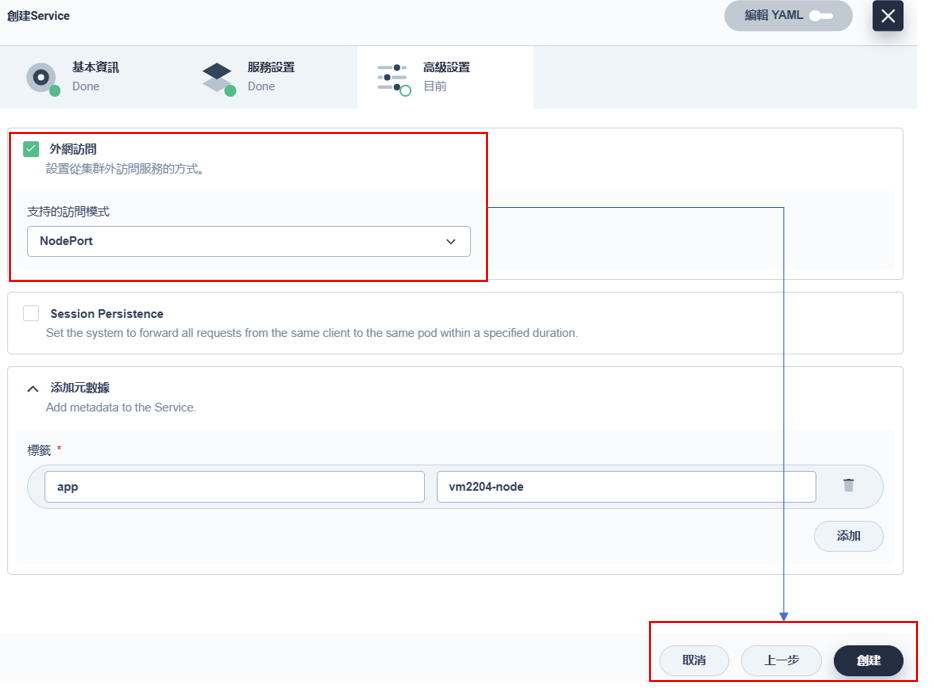 創建Service
編輯 YAML
基本資訊
Done
服務設置
Done
高級設置
目前
外網訪問
設置從集群外訪問服務的方式。
支持的訪問模式
NodePort
Session Persistence
Set the system to forward all requests from the same client to the same pod within a specified duration.
添加元數據
Add metadata to the Service.
標籤 *
app
vm2204-node
添加
取消
上一步
創建